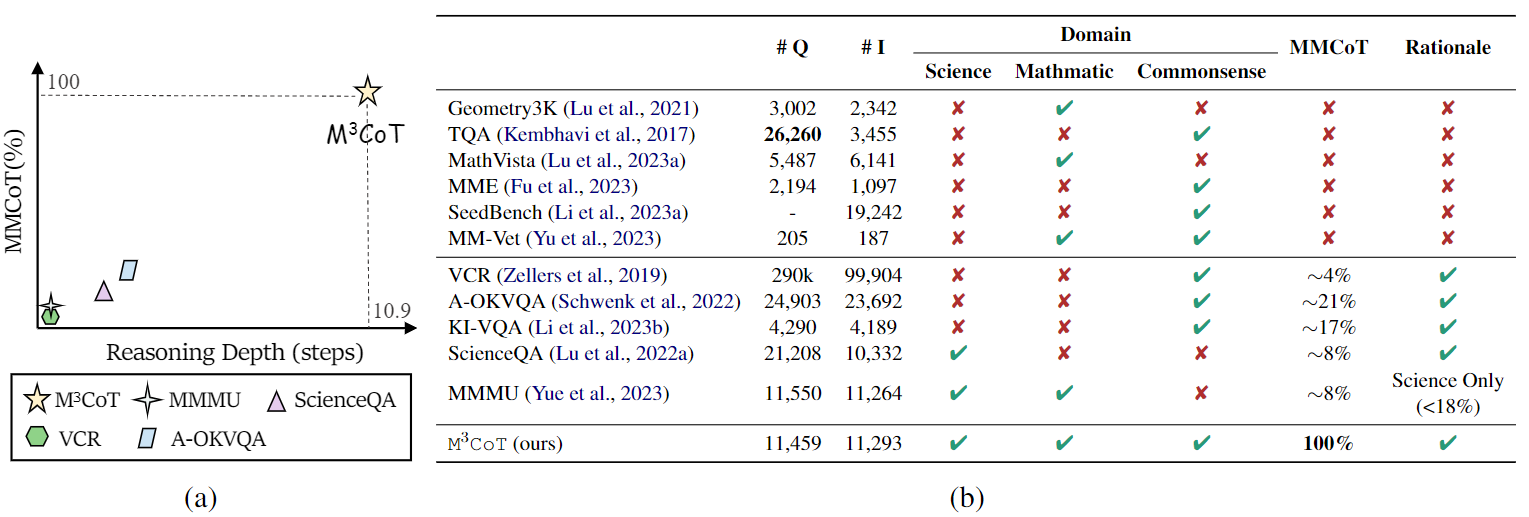 100
MMCoT(%)
M³CoT
10.9
Reasoning Depth (steps)
M³CoT MMMU ScienceQA
VCR A-OKVQA
(a)
# Q # I Domain MMCoT Rationale
Science Mathmatic Commonsense
Geometry3K (Lu et al., 2021) 3,002 2,342 ✘ ✔ ✘ ✘ ✘
TQA (Kembhavi et al., 2017) 26,260 3,455 ✘ ✘ ✔ ✘ ✘
MathVista (Lu et al., 2023a) 5,487 6,141 ✘ ✔ ✘ ✘ ✘
MME (Fu et al., 2023) 2,194 1,097 ✘ ✘ ✔ ✘ ✘
SeedBench (Li et al., 2023a) - 19,242 ✘ ✘ ✔ ✘ ✘
MM-Vet (Yu et al., 2023) 205 187 ✘ ✔ ✔ ✘ ✘
VCR (Zellers et al., 2019) 290k 99,904 ✘ ✘ ✔ ~4% ✔
A-OKVQA (Schwenk et al., 2022) 24,903 23,692 ✘ ✘ ✔ ~21% ✔
KI-VQA (Li et al., 2023b) 4,290 4,189 ✘ ✘ ✔ ~17% ✔
ScienceQA (Lu et al., 2022a) 21,208 10,332 ✔ ✘ ✘ ~8% ✔
MMMU (Yue et al., 2023) 11,550 11,264 ✔ ✔ ✘ ~8% Science Only
(<18%)
M³CoT (ours) 11,459 11,293 ✔ ✔ ✔ 100% ✔
(b)